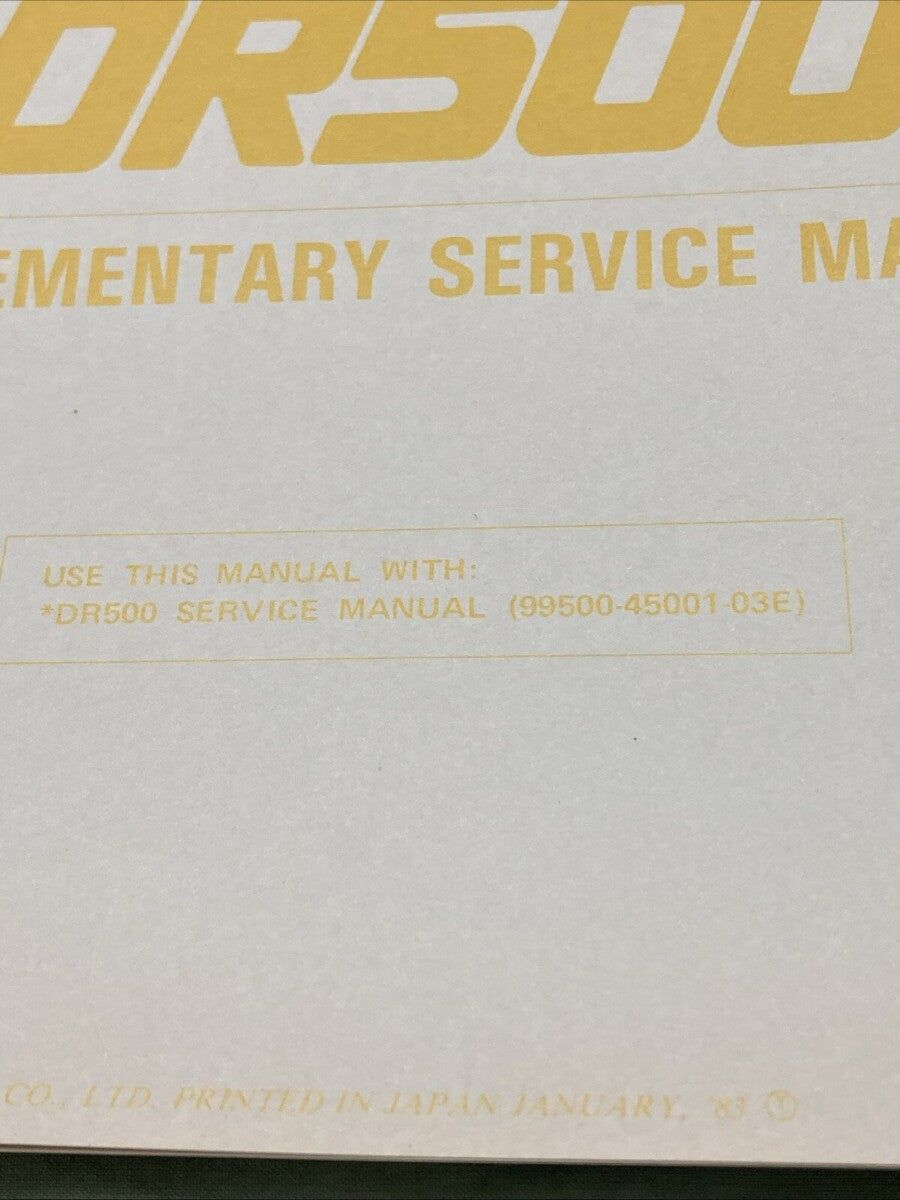 DR500
EMENTARY SERVICE MA
USE THIS MANUAL WITH:
*DR500 SERVICE MANUAL (99500-45001-03E)
CO., LTD. PRINTED IN JAPAN JANUARY, '83 Ⓨ